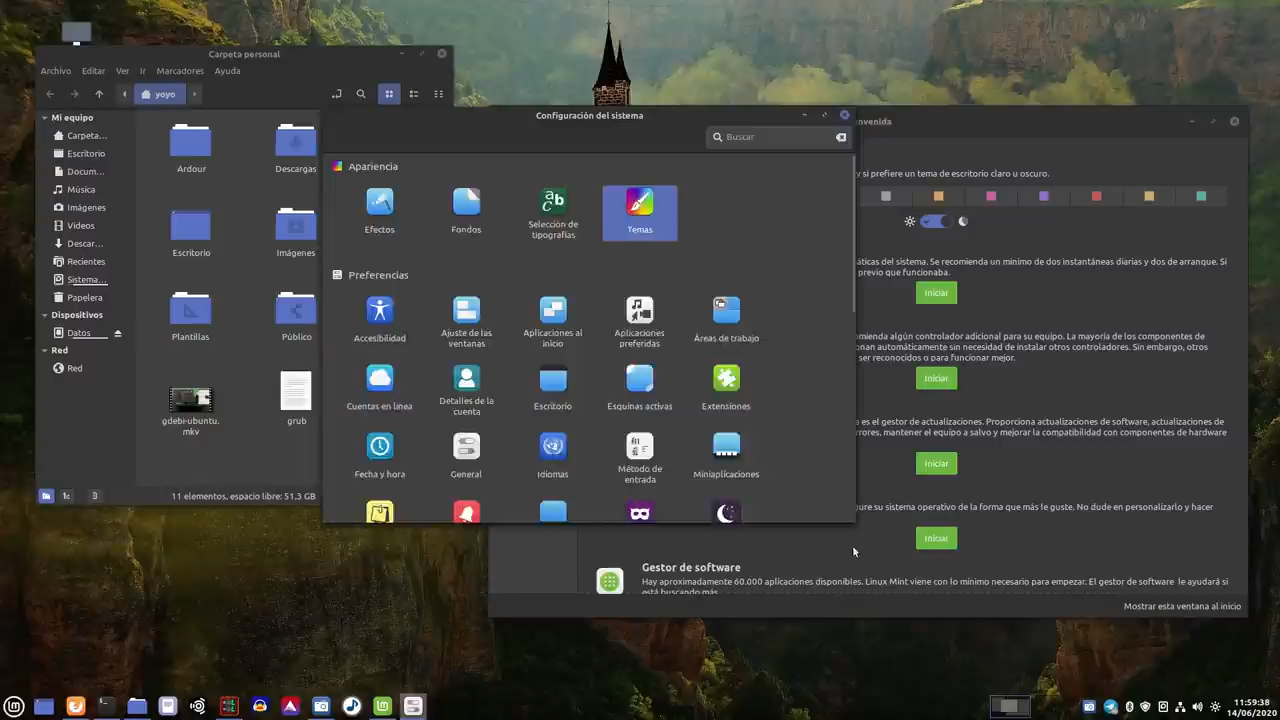 Carpeta personal
Archivo Editar Ver Ir Marcadores Ayuda
yoyo
Mi equipo
Carpeta...
Escritorio
Docum...
Música
Imágenes
Vídeos
Descar...
Recientes
Sistema...
Papelera
Dispositivos
Datos
Red
Red
Ardour
Descargas
Escritorio
Imágenes
Plantillas
Público
gdebi-ubuntu.
mkv
grub
11 elementos, espacio libre: 51,3 GB
Configuración del sistema
Buscar
Apariencia
Efectos
Fondos
Selección de
tipografías
Temas
Preferencias
Accesibilidad
Ajuste de las
ventanas
Aplicaciones al
inicio
Aplicaciones
preferidas
Áreas de trabajo
Cuentas en línea
Detalles de la
cuenta
Escritorio
Esquinas activas
Extensiones
Fecha y hora
General
Idiomas
Método de
entrada
Miniaplicaciones
nvenida
y si prefiere un tema de escritorio claro u oscuro.
áticas del sistema. Se recomienda un mínimo de dos instantáneas diarias y dos de arranque. Si
previo que funcionaba.
Iniciar
omienda algún controlador adicional para su equipo. La mayoría de los componentes de
onan automáticamente sin necesidad de instalar otros controladores. Sin embargo, otros
ser reconocidos o para funcionar mejor.
Iniciar
a es el gestor de actualizaciones. Proporciona actualizaciones de software, actualizaciones de
rrores, mantener el equipo a salvo y mejorar la compatibilidad con componentes de hardware
Iniciar
gure su sistema operativo de la forma que más le guste. No dude en personalizarlo y hacer
Iniciar
Gestor de software
Hay aproximadamente 60.000 aplicaciones disponibles. Linux Mint viene con lo mínimo necesario para empezar. El gestor de software le ayudará si
está buscando más.
Mostrar esta ventana al inicio
11:59:38
14/06/2020